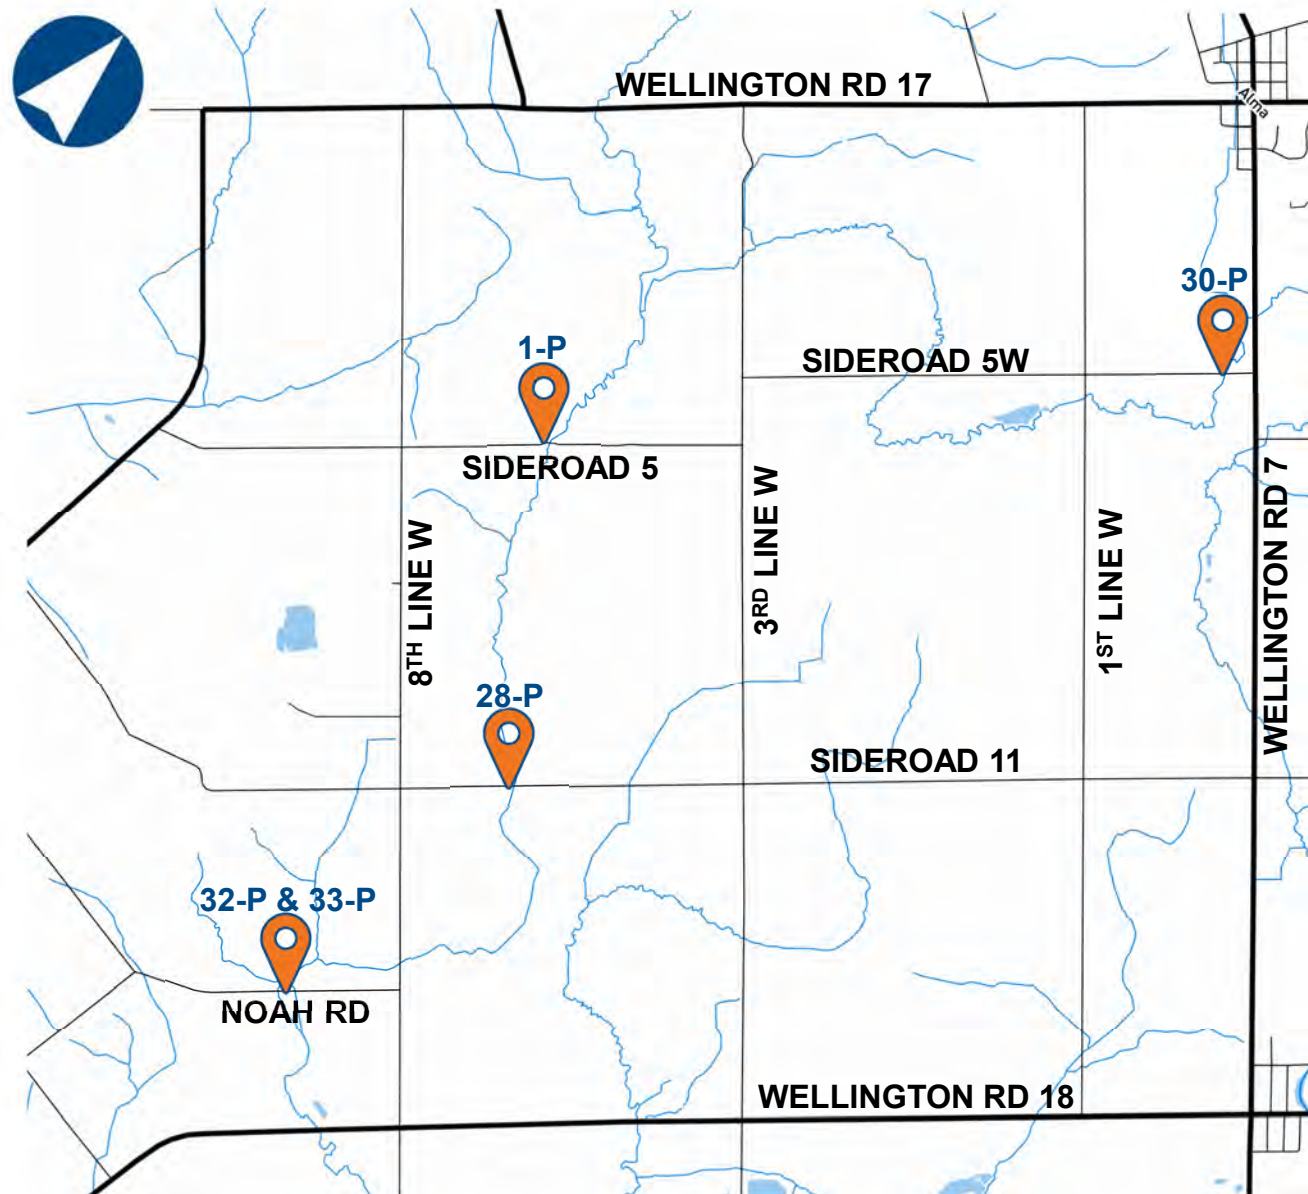 WELLINGTON RD 17
Alma
30-P
1-P
SIDEROAD 5W
SIDEROAD 5
8TH LINE W
3RD LINE W
1ST LINE W
WELLINGTON RD 7
28-P
SIDEROAD 11
32-P & 33-P
NOAH RD
WELLINGTON RD 18